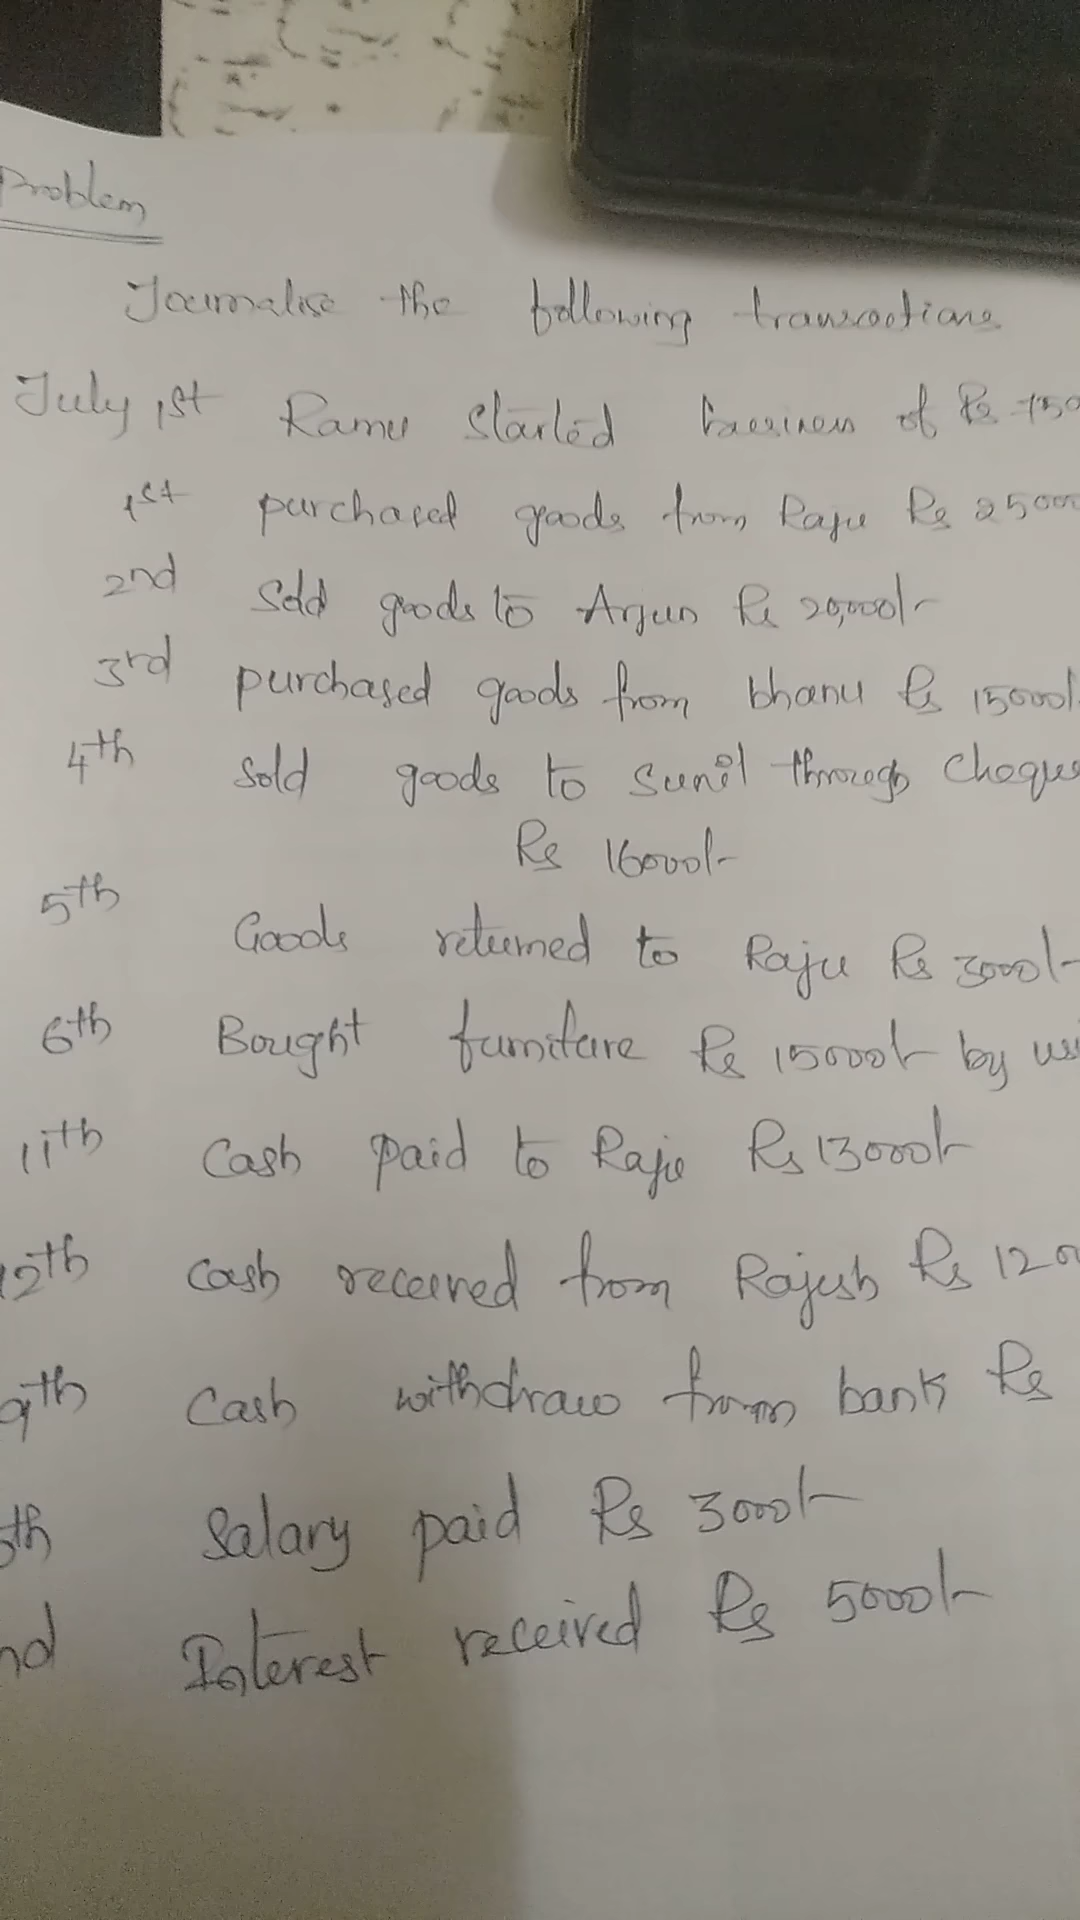 Problem
Journalise the following transactions
July 1st Ramu started business of Rs
1st purchased goods from Raju Rs 25000
2nd Sold goods to Arjun Rs 20,000/-
3rd purchased goods from bhanu Rs 15000/-
4th Sold goods to Sunil through Cheque
Rs 16000/-
5th Goods returned to Raju Rs 3000/-
6th Bought furniture Rs 15000/- by
11th Cash paid to Raju Rs 13000/-
12th Cash received from Rajesh Rs
9th Cash withdraw from bank Rs
th Salary paid Rs 3000/-
nd Interest received Rs 5000/-